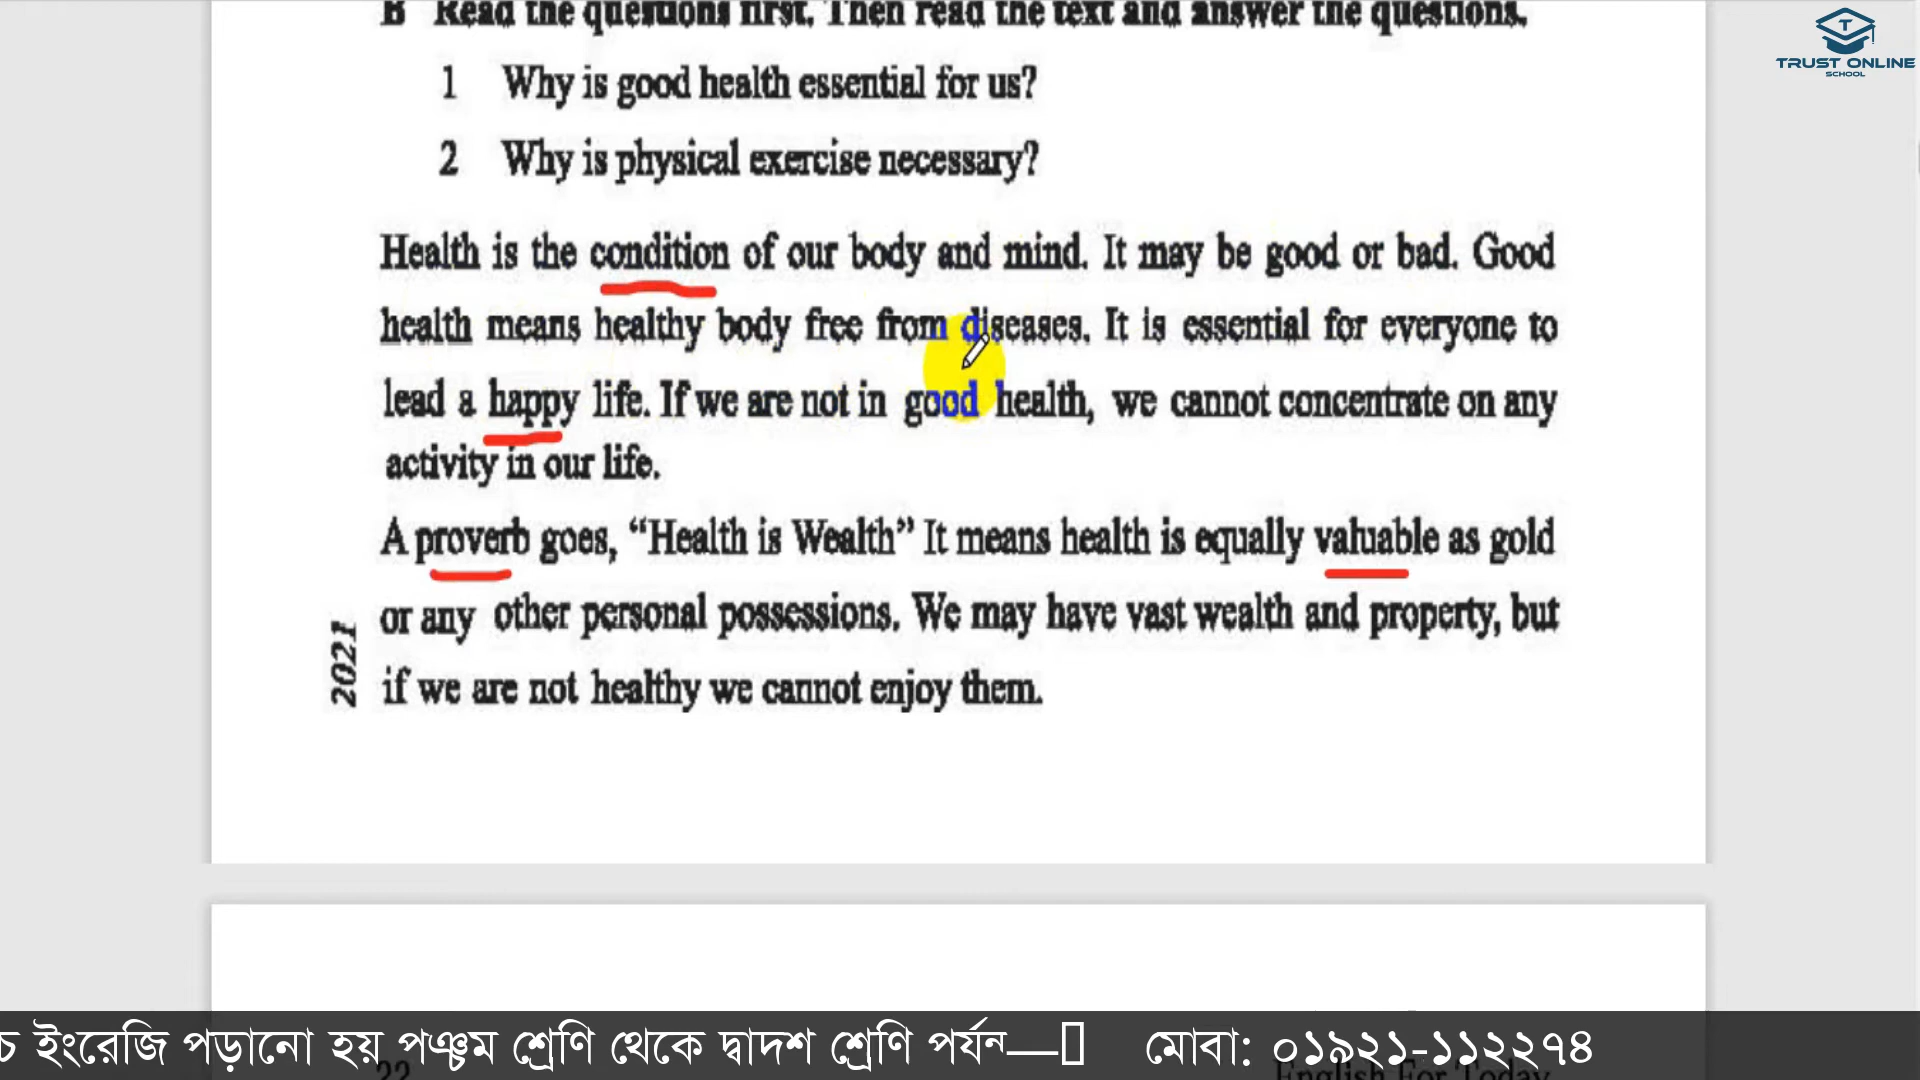 B Read the questions first. Then read the text and answer the questions.
TRUST ONLINE
SCHOOL
1 Why is good health essential for us?
2 Why is physical exercise necessary?
Health is the condition of our body and mind. It may be good or bad. Good
health means healthy body free from diseases. It is essential for everyone to
lead a happy life. If we are not in good health, we cannot concentrate on any
activity in our life.
A proverb goes, “Health is Wealth” It means health is equally valuable as gold
or any other personal possessions. We may have vast wealth and property, but
if we are not healthy we cannot enjoy them.
2021
ইংরেজি পড়ানো হয় পঞ্চম শ্রেণি থেকে দ্বাদশ শ্রেণি মোবা: ০১৯২১-১১২২৭৪
22
English For Today